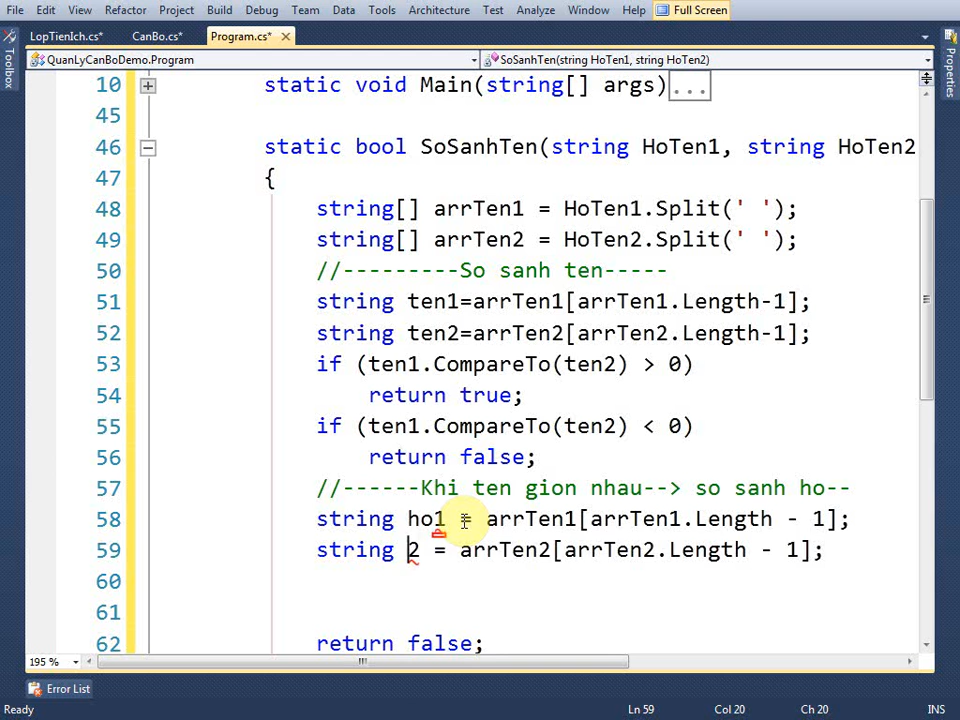 File Edit View Refactor Project Build Debug Team Data Tools Architecture Test Analyze Window Help Full Screen
LopTienIch.cs* CanBo.cs* Program.cs*
Toolbox
Properties
QuanLyCanBoDemo.Program SoSanhTen(string HoTen1, string HoTen2)
10 static void Main(string[] args)...
45
46 static bool SoSanhTen(string HoTen1, string HoTen2
47 {
48 string[] arrTen1 = HoTen1.Split(' ');
49 string[] arrTen2 = HoTen2.Split(' ');
50 //---------So sanh ten-----
51 string ten1=arrTen1[arrTen1.Length-1];
52 string ten2=arrTen2[arrTen2.Length-1];
53 if (ten1.CompareTo(ten2) > 0)
54 return true;
55 if (ten1.CompareTo(ten2) < 0)
56 return false;
57 //------Khi ten gion nhau--> so sanh ho--
58 string ho1 = arrTen1[arrTen1.Length - 1];
59 string 2 = arrTen2[arrTen2.Length - 1];
60
61
62 return false;
195 %
Error List
Ready Ln 59 Col 20 Ch 20 INS